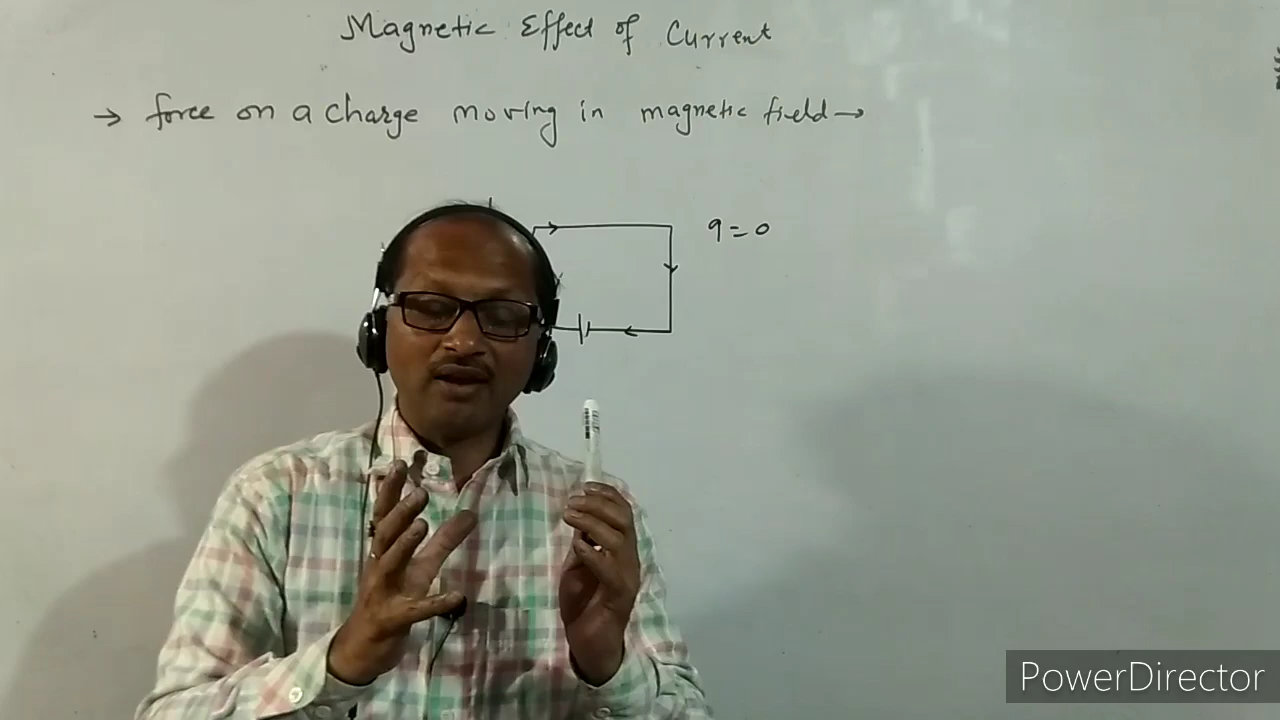 Magnetic Effect of Current
→ force on a charge moving in magnetic field →
q = 0
PowerDirector